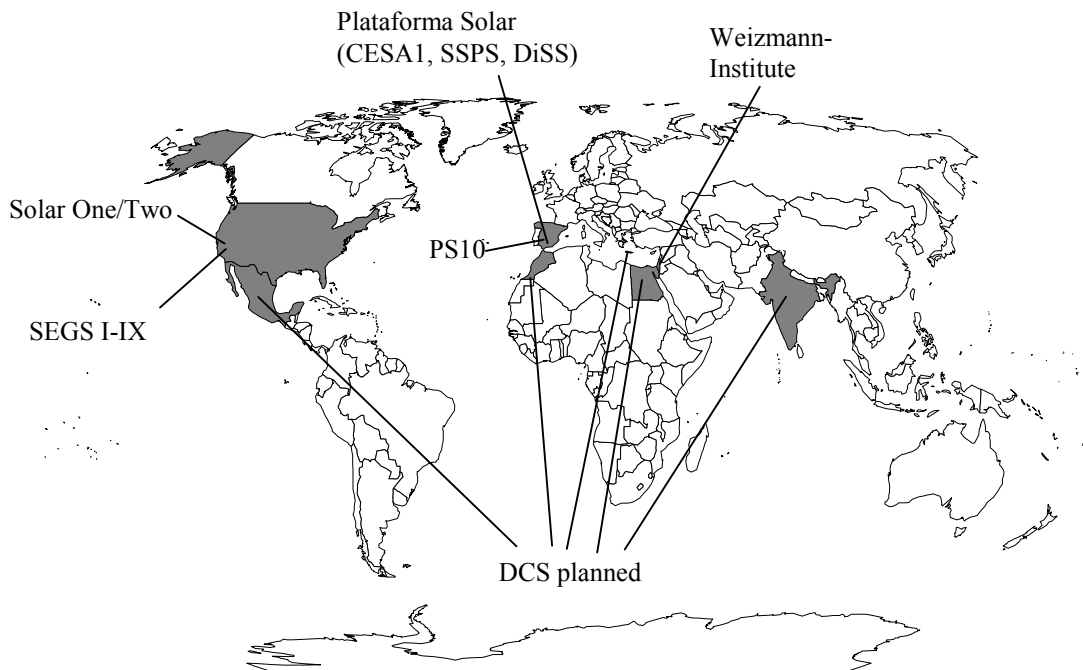 Plataforma Solar
(CESA1, SSPS, DiSS)
Weizmann-
Institute
Solar One/Two
PS10
SEGS I-IX
DCS planned